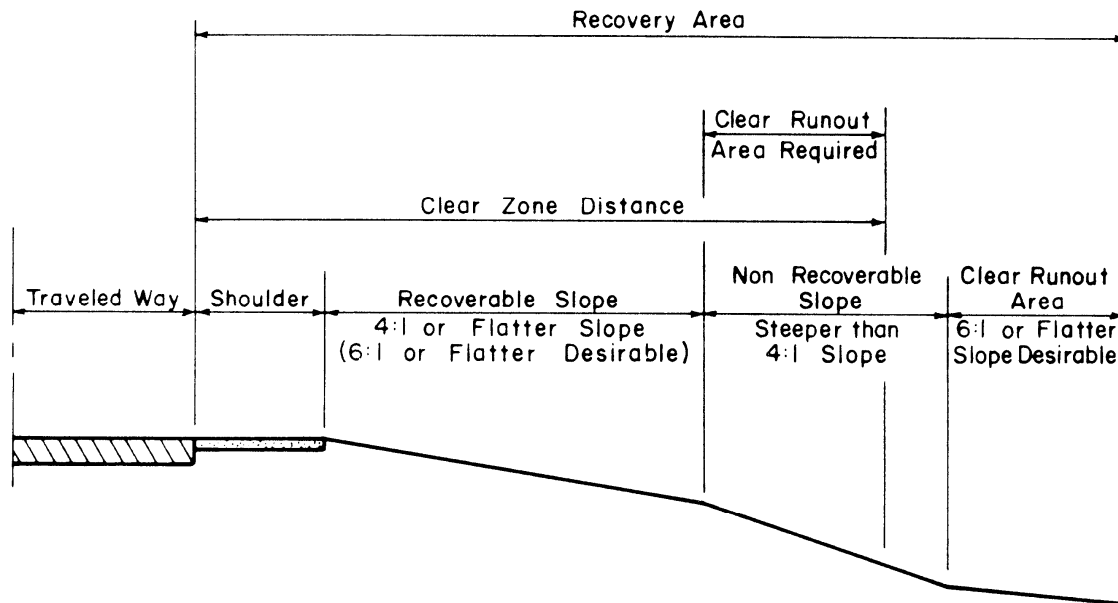 Recovery Area
Clear Runout
Area Required
Clear Zone Distance
Traveled Way
Shoulder
Recoverable Slope
4:1 or Flatter Slope
(6:1 or Flatter Desirable)
Non Recoverable
Slope
Steeper than
4:1 Slope
Clear Runout
Area
6:1 or Flatter
Slope Desirable